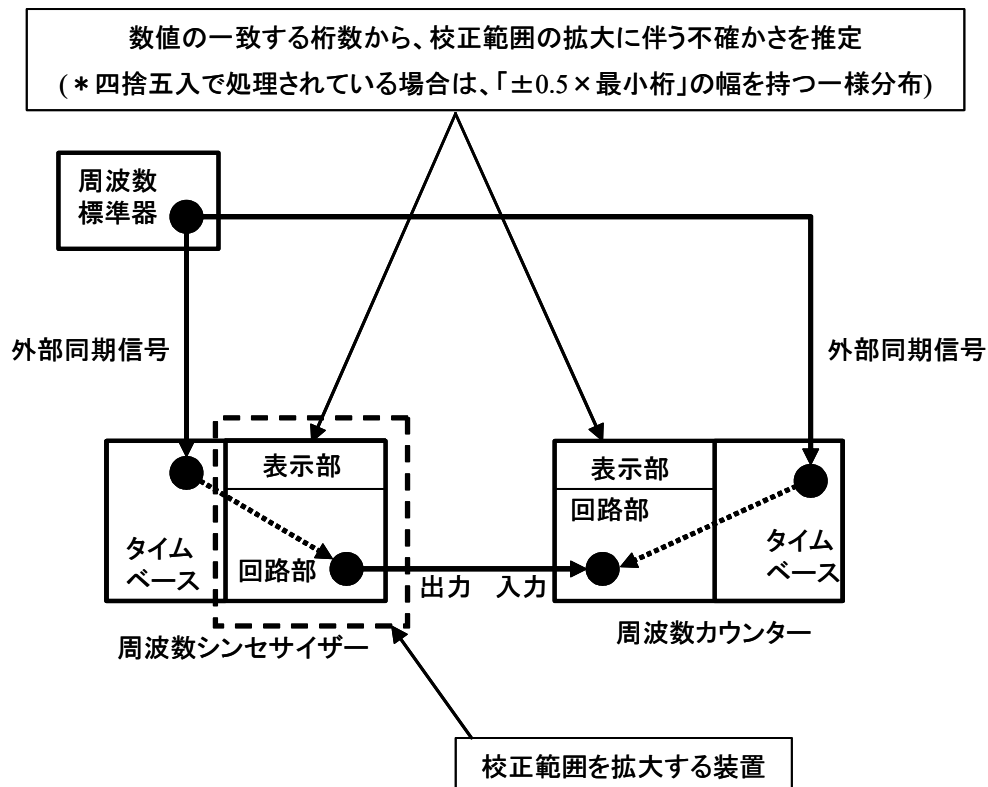 数値の一致する桁数から、校正範囲の拡大に伴う不確かさを推定
(＊四捨五入で処理されている場合は、「±0.5×最小桁」の幅を持つ一様分布)
周波数
標準器
外部同期信号
外部同期信号
表示部
表示部
回路部
タイム
ベース
回路部
出力
入力
タイム
ベース
周波数シンセサイザー
周波数カウンター
校正範囲を拡大する装置